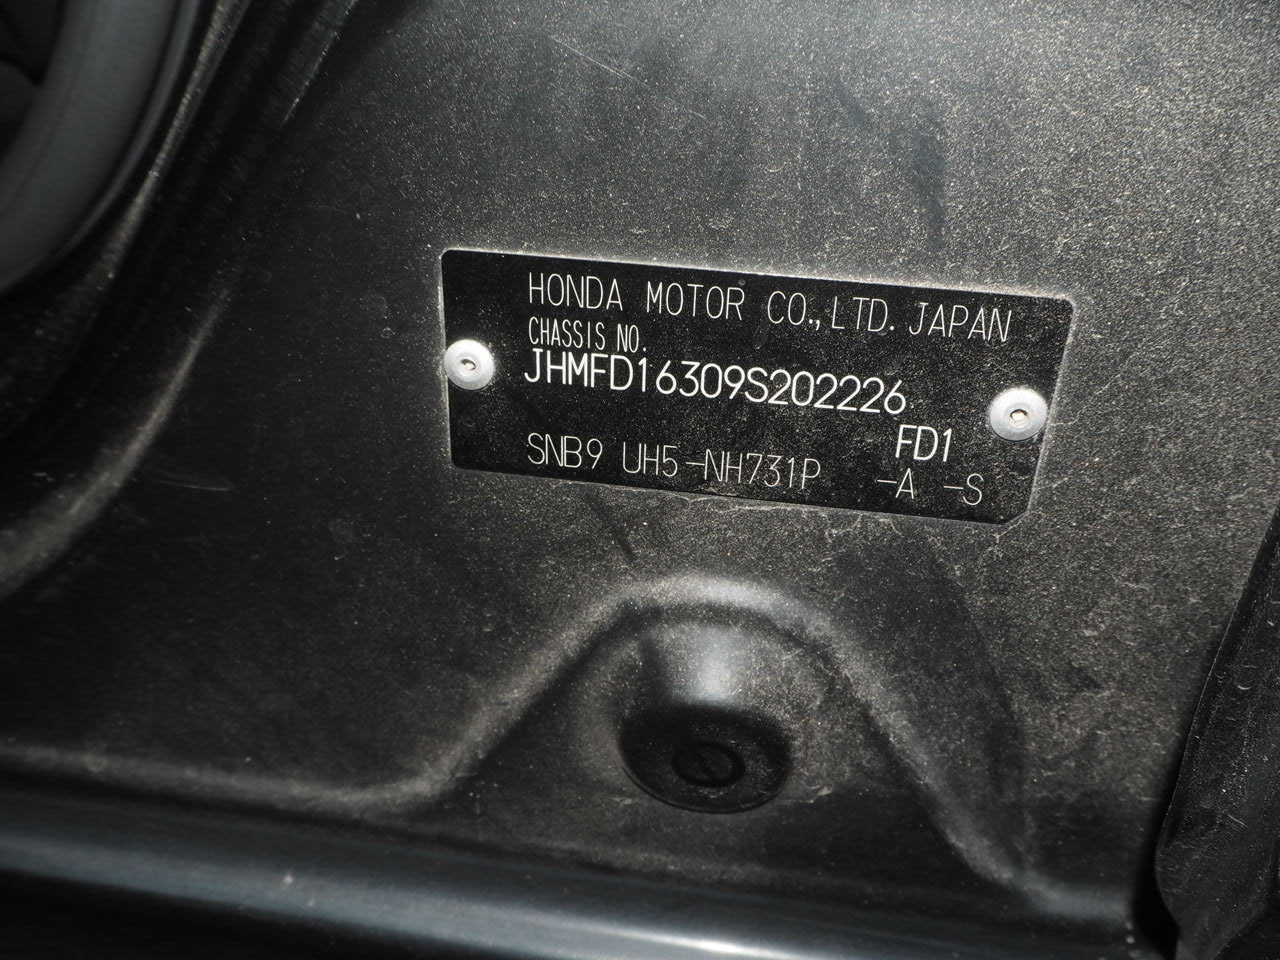 HONDA MOTOR CO.,LTD. JAPAN
CHASSIS NO.
JHMFD16309S202226
FD1
SNB9 UH5-NH731P -A -S